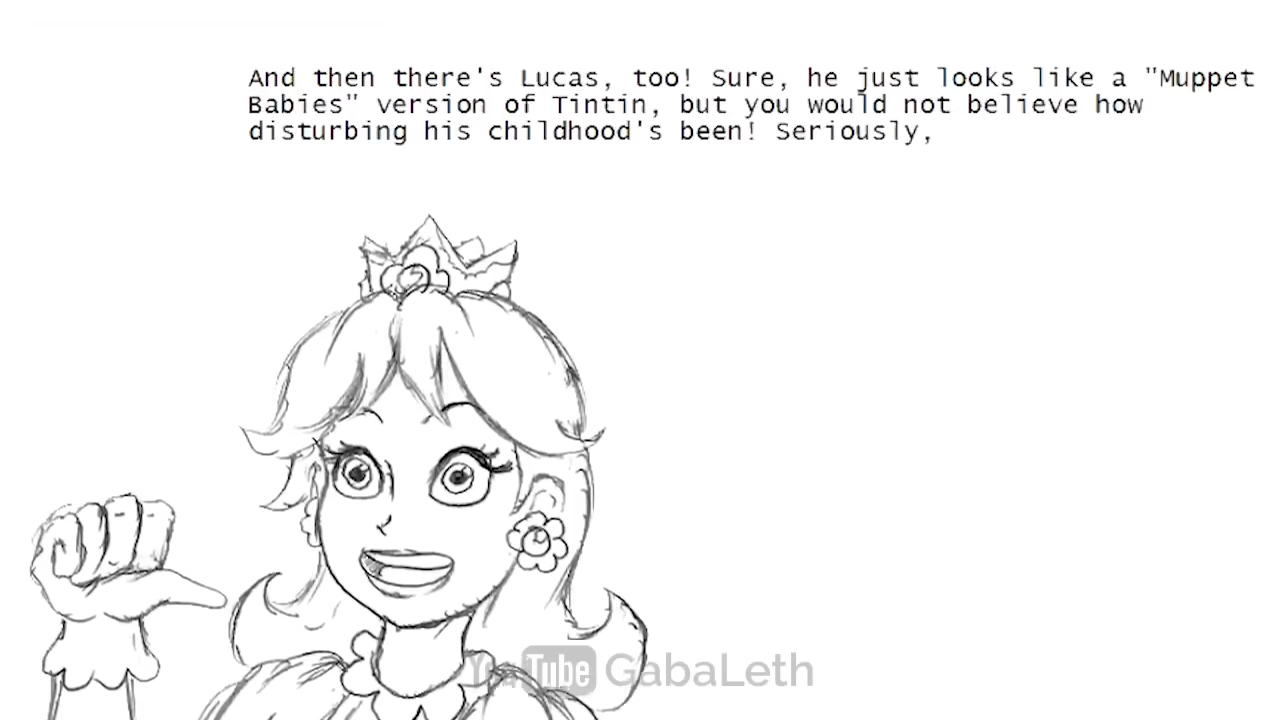 And then there's Lucas, too! Sure, he just looks like a "Muppet
Babies" version of Tintin, but you would not believe how
disturbing his childhood's been! Seriously,
YouTube GabaLeth